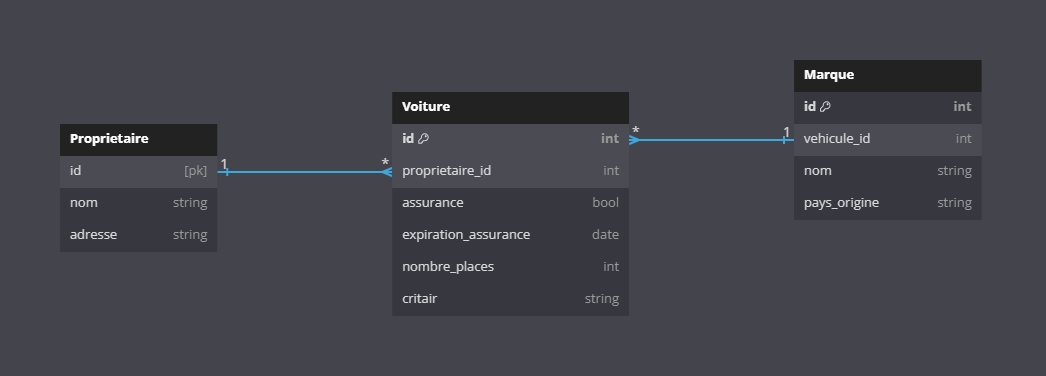 Proprietaire
id [pk]
nom string
adresse string
1 *
Voiture
id int
proprietaire_id int
assurance bool
expiration_assurance date
nombre_places int
critair string
* 1
Marque
id int
vehicule_id int
nom string
pays_origine string